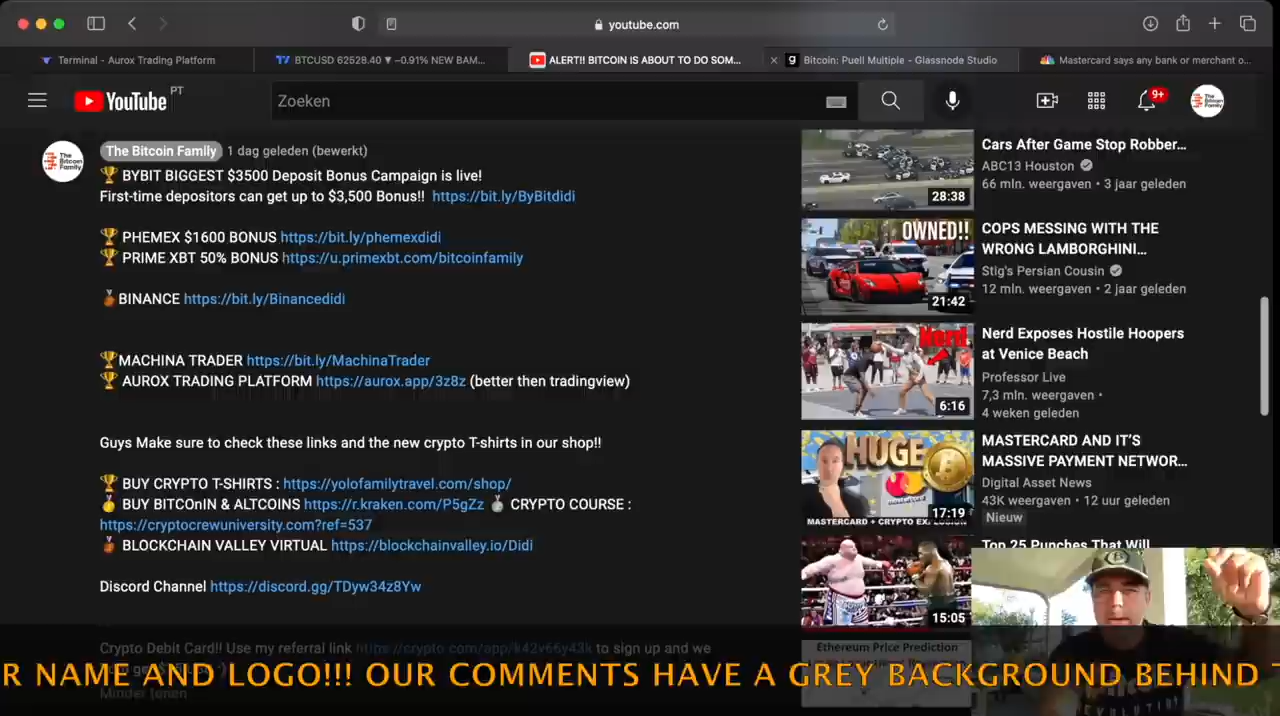 youtube.com
Terminal - Aurox Trading Platform
BTCUSD 62528.40 ▼ −0.91% NEW BAM...
ALERT!! BITCOIN IS ABOUT TO DO SOM...
Bitcoin: Puell Multiple - Glassnode Studio
Mastercard says any bank or merchant o...
YouTube PT
Zoeken
9+
The Bitcoin Family 1 dag geleden (bewerkt)
🏆 BYBIT BIGGEST $3500 Deposit Bonus Campaign is live!
First-time depositors can get up to $3,500 Bonus!! https://bit.ly/ByBitdidi
🏆 PHEMEX $1600 BONUS https://bit.ly/phemexdidi
🏆 PRIME XBT 50% BONUS https://u.primexbt.com/bitcoinfamily
🥉BINANCE https://bit.ly/Binancedidi
🏆MACHINA TRADER https://bit.ly/MachinaTrader
🏆 AUROX TRADING PLATFORM https://aurox.app/3z8z (better then tradingview)
Guys Make sure to check these links and the new crypto T-shirts in our shop!!
🏆 BUY CRYPTO T-SHIRTS : https://yolofamilytravel.com/shop/
🥇 BUY BITCOnIN & ALTCOINS https://r.kraken.com/P5gZz 🥈 CRYPTO COURSE :
https://cryptocrewuniversity.com?ref=537
🥉 BLOCKCHAIN VALLEY VIRTUAL https://blockchainvalley.io/Didi
Discord Channel https://discord.gg/TDyw34z8Yw
Crypto Debit Card!! Use my referral link https://crypto.com/app/k42v66y43k to sign up and we
Minder tonen
28:38
Cars After Game Stop Robber...
ABC13 Houston
66 mln. weergaven • 3 jaar geleden
OWNED!!
21:42
COPS MESSING WITH THE
WRONG LAMBORGHINI...
Stig's Persian Cousin
12 mln. weergaven • 2 jaar geleden
Nerd
6:16
Nerd Exposes Hostile Hoopers
at Venice Beach
Professor Live
7,3 mln. weergaven •
4 weken geleden
HUGE
MASTERCARD + CRYPTO EXPLOSION
17:19
MASTERCARD AND IT'S
MASSIVE PAYMENT NETWOR...
Digital Asset News
43K weergaven • 12 uur geleden
Nieuw
15:05
Top 25 Punches That Will
Ethereum Price Prediction
R NAME AND LOGO!!! OUR COMMENTS HAVE A GREY BACKGROUND BEHIND